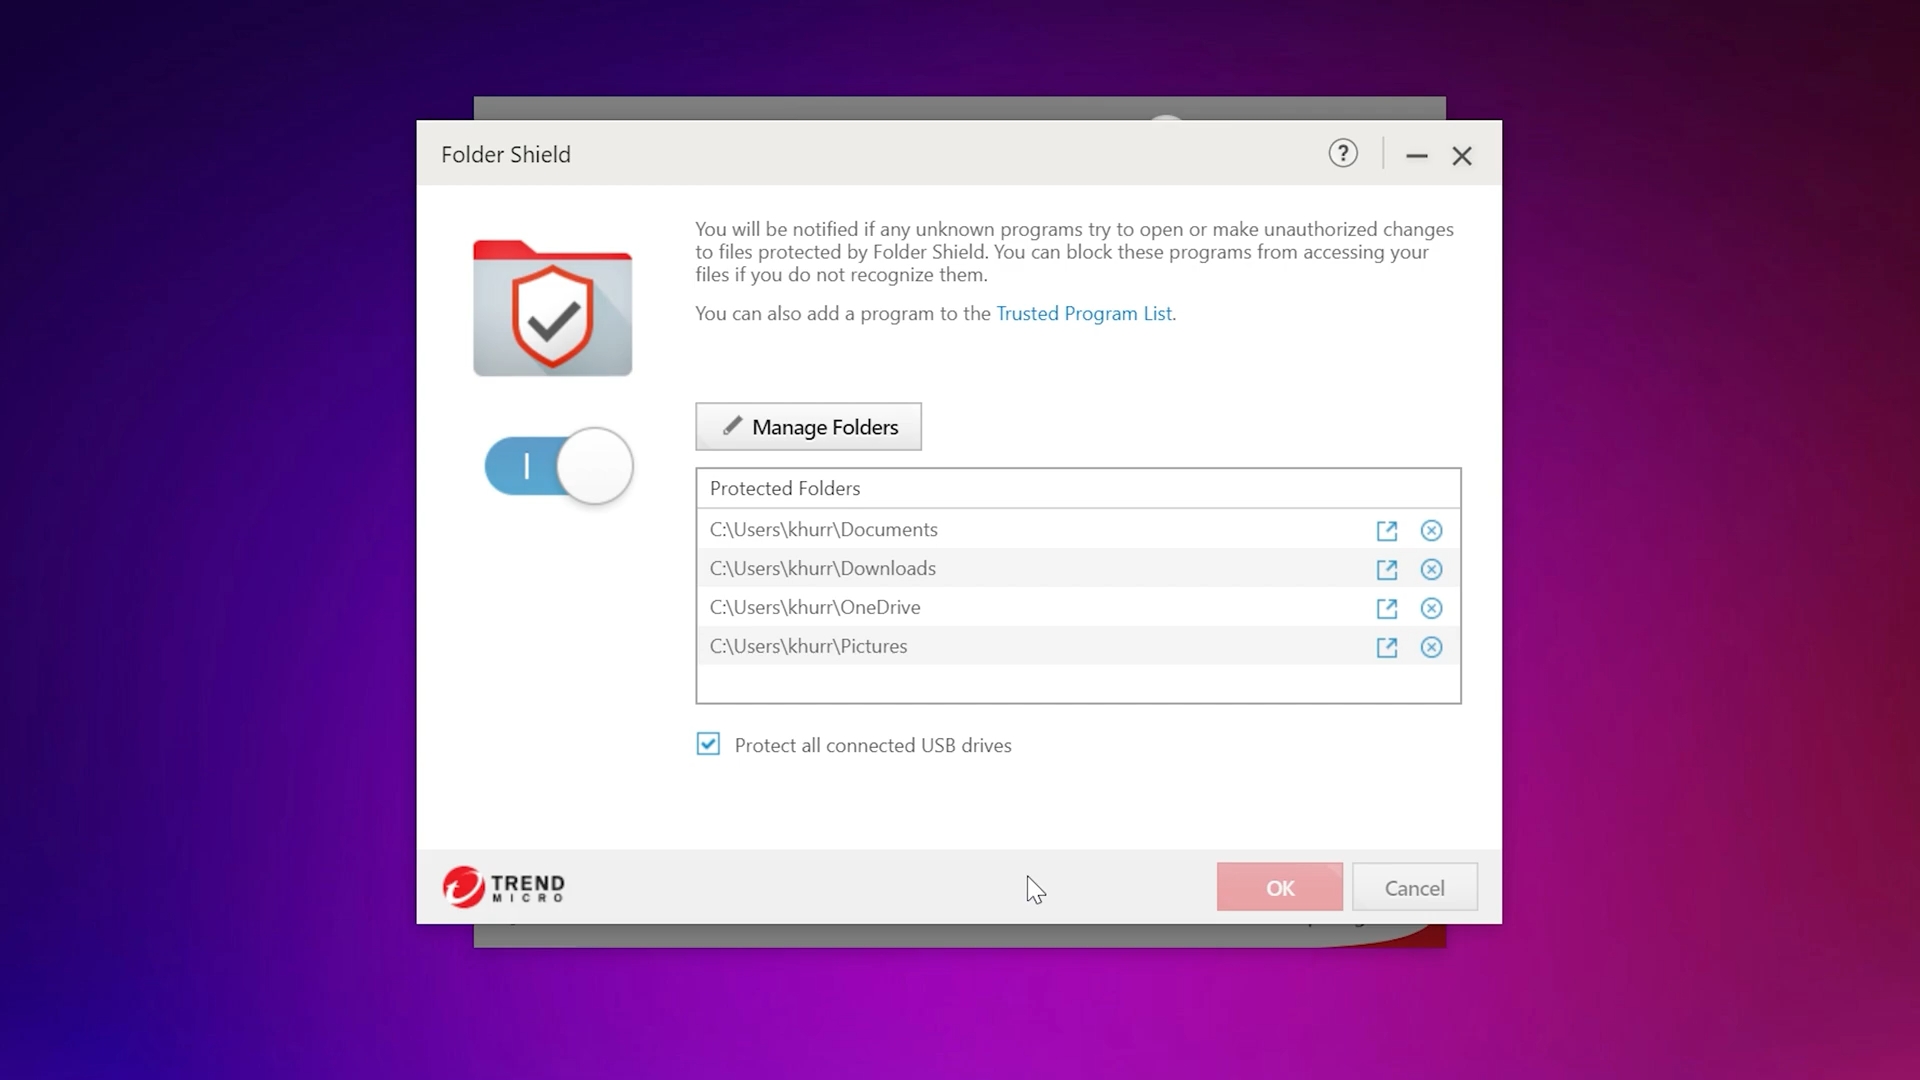 Folder Shield
You will be notified if any unknown programs try to open or make unauthorized changes
to files protected by Folder Shield. You can block these programs from accessing your
files if you do not recognize them.
You can also add a program to the Trusted Program List.
Manage Folders
Protected Folders
C:\Users\khurr\Documents
C:\Users\khurr\Downloads
C:\Users\khurr\OneDrive
C:\Users\khurr\Pictures
Protect all connected USB drives
TREND
MICRO
OK
Cancel